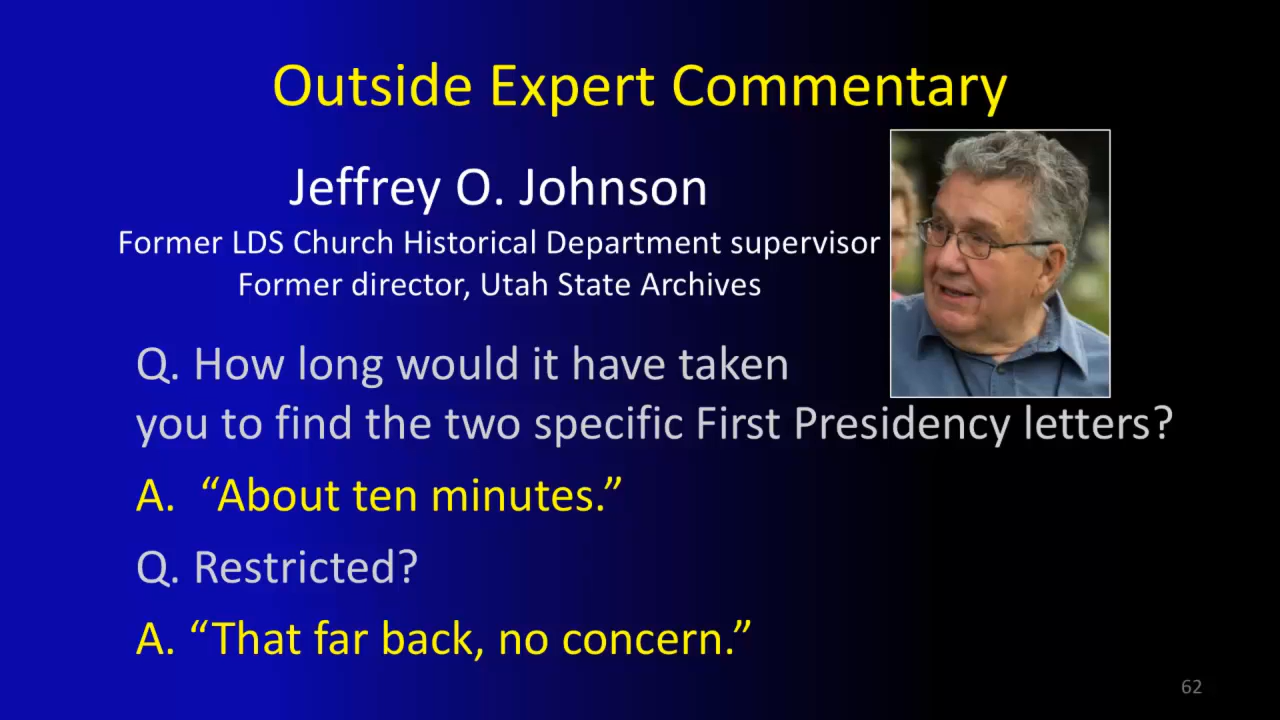 Outside Expert Commentary
Jeffrey O. Johnson
Former LDS Church Historical Department supervisor
Former director, Utah State Archives
Q. How long would it have taken
you to find the two specific First Presidency letters?
A.  “About ten minutes.”
Q. Restricted?
A. “That far back, no concern.”
62